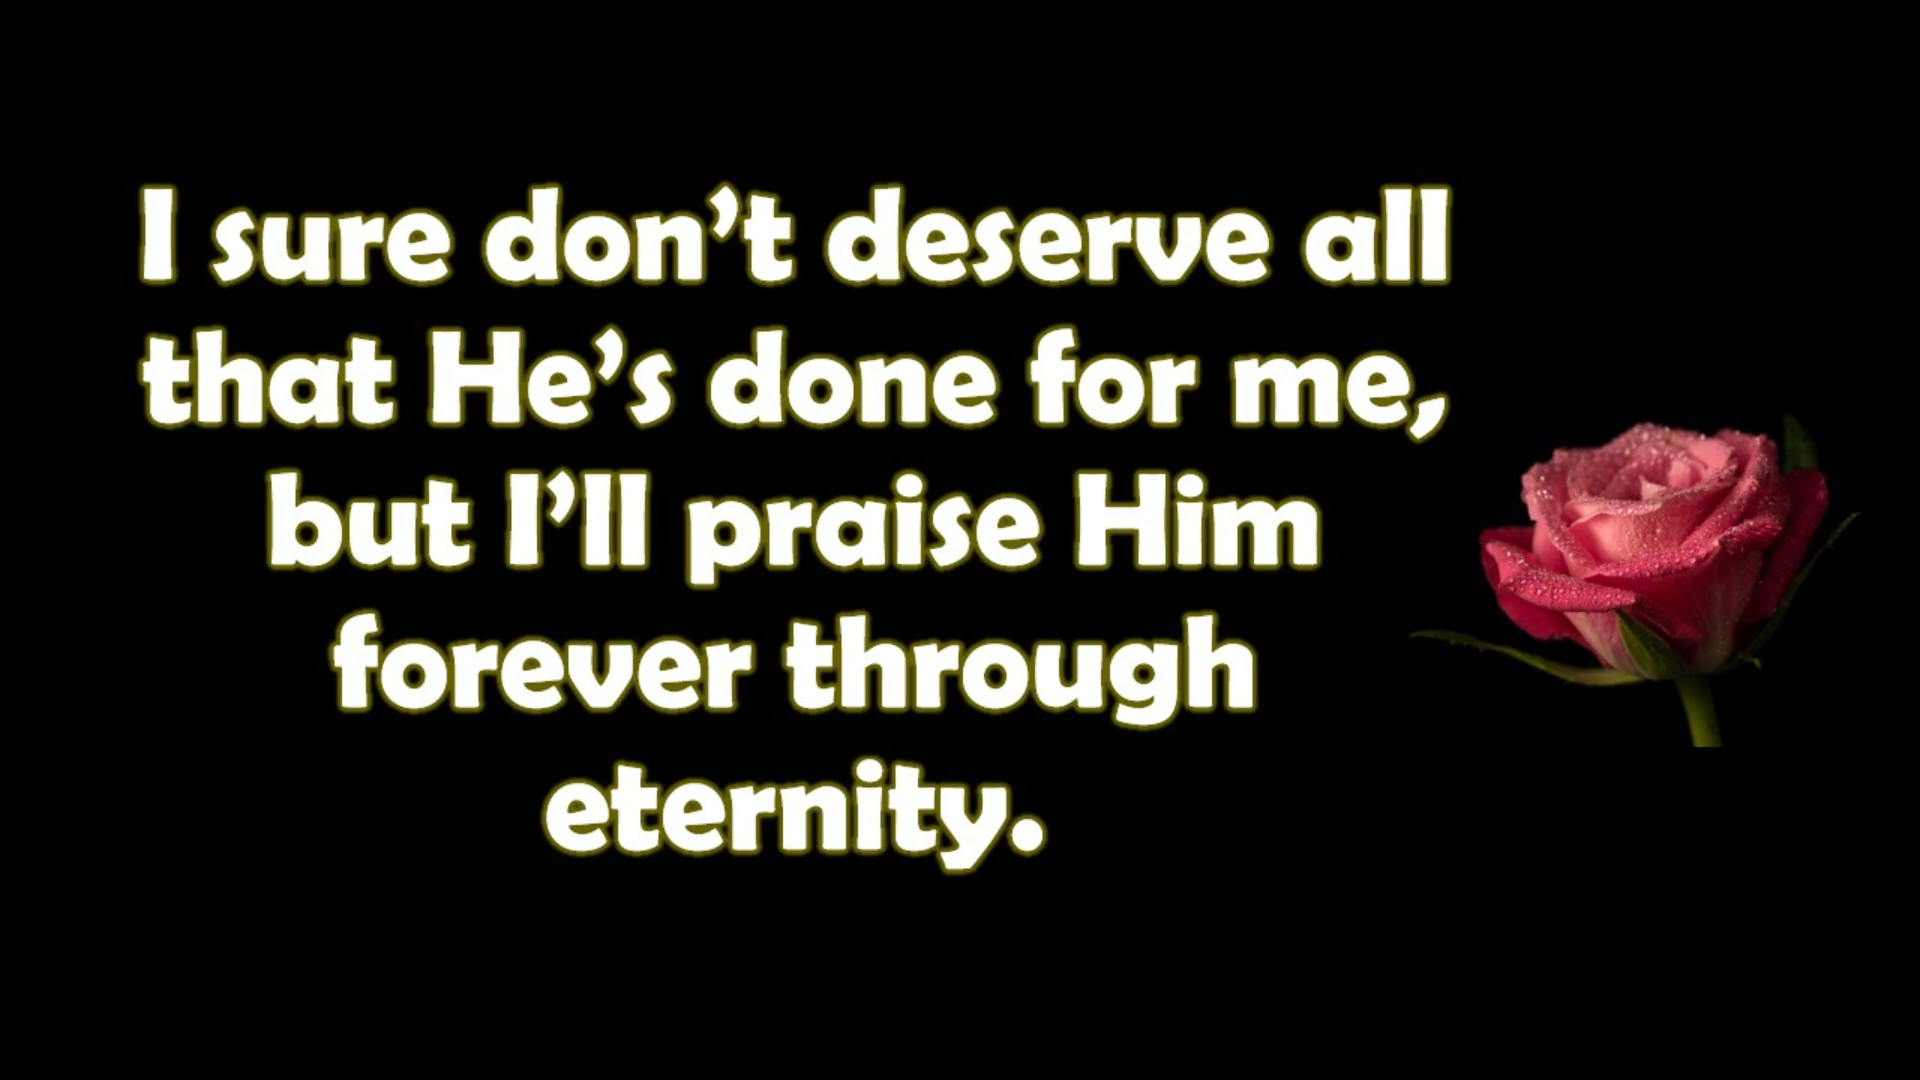 I sure don’t deserve all
that He’s done for me,
but I’ll praise Him
forever through
eternity.